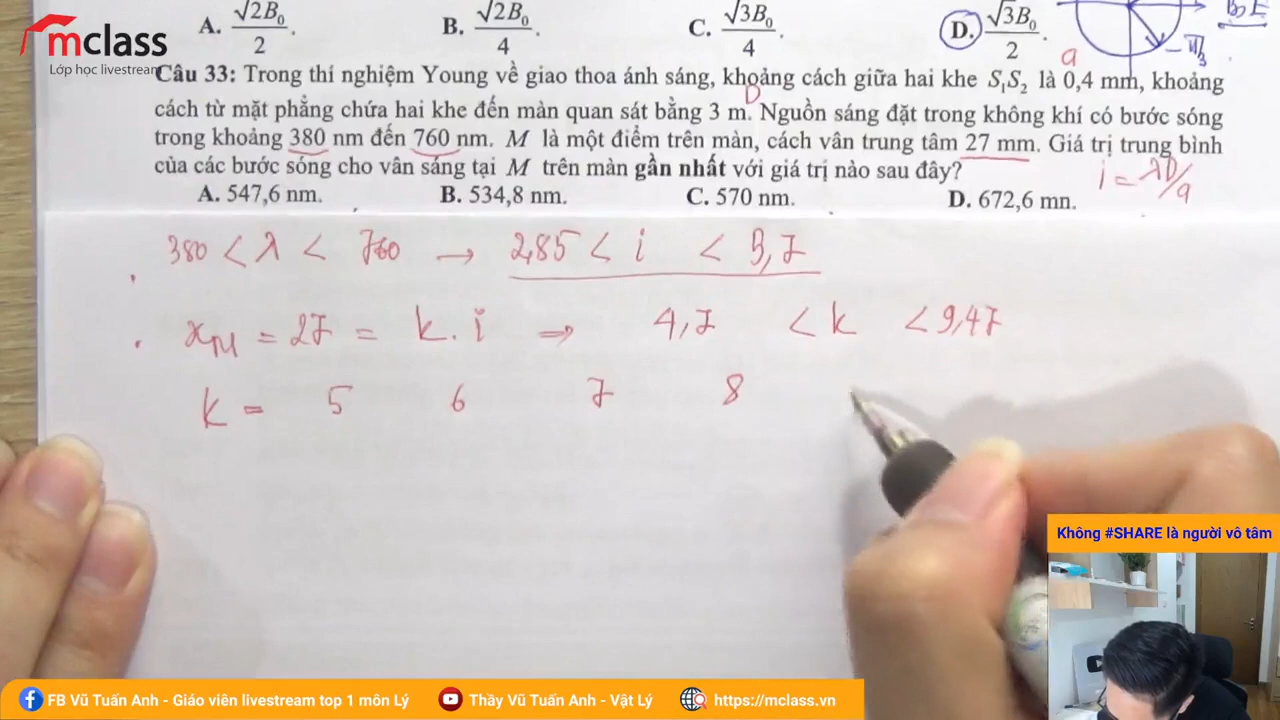 mclass
Lớp học livestream
A. √2B₀/2. B. √2B₀/4. C. √3B₀/4. D. √3B₀/2.
-π/3
a
Câu 33: Trong thí nghiệm Young về giao thoa ánh sáng, khoảng cách giữa hai khe S₁S₂ là 0,4 mm, khoảng
D
cách từ mặt phẳng chứa hai khe đến màn quan sát bằng 3 m. Nguồn sáng đặt trong không khí có bước sóng
trong khoảng 380 nm đến 760 nm. M là một điểm trên màn, cách vân trung tâm 27 mm. Giá trị trung bình
của các bước sóng cho vân sáng tại M trên màn gần nhất với giá trị nào sau đây?
i = λD/a
A. 547,6 nm. B. 534,8 nm. C. 570 nm. D. 672,6 mn.
380 < λ < 760 → 2,85 < i < 5,7
. xM = 27 = k. i ⇒ 4,7 < k < 9,47
k = 5 6 7 8
Không #SHARE là người vô tâm
FB Vũ Tuấn Anh - Giáo viên livestream top 1 môn Lý Thầy Vũ Tuấn Anh - Vật Lý https://mclass.vn